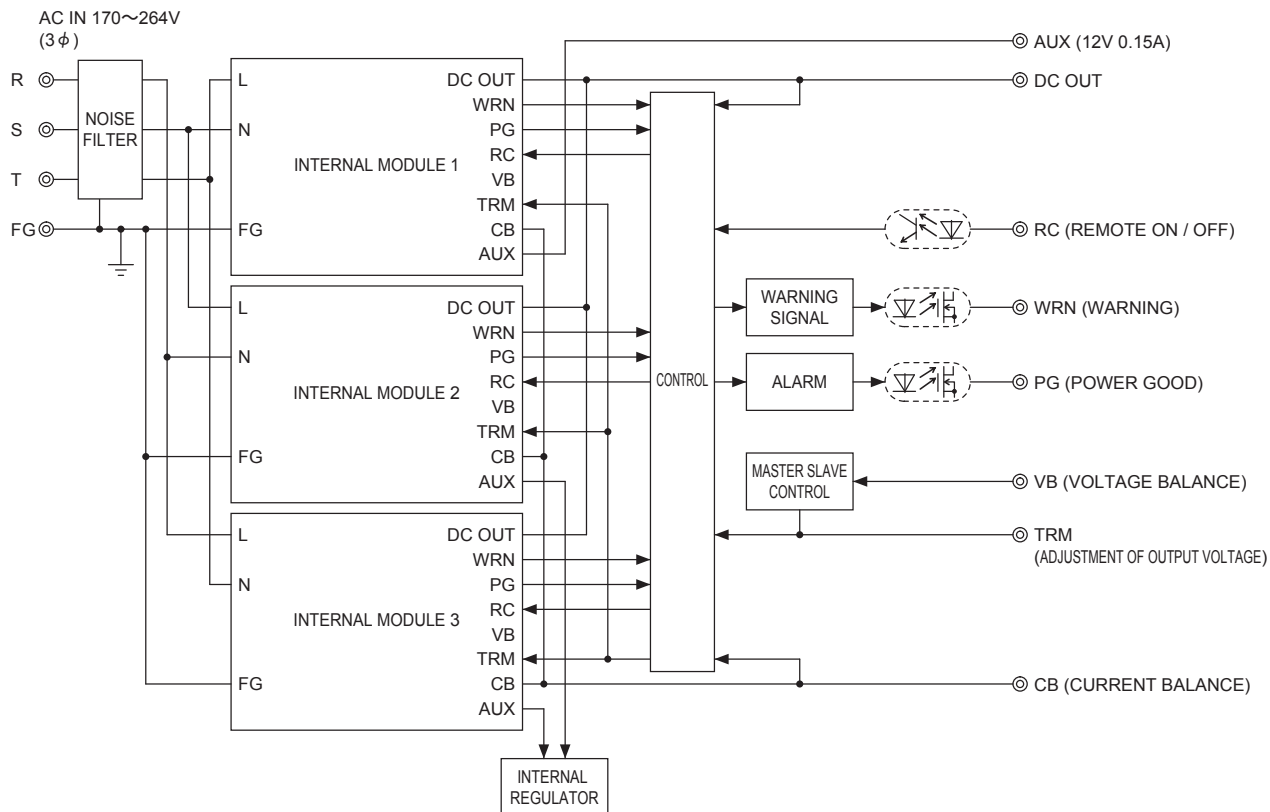 AC IN 170～264V
(3φ)
R
S
T
FG
NOISE
FILTER
L
N
FG
INTERNAL MODULE 1
DC OUT
WRN
PG
RC
VB
TRM
CB
AUX
L
N
FG
INTERNAL MODULE 2
DC OUT
WRN
PG
RC
VB
TRM
CB
AUX
L
N
FG
INTERNAL MODULE 3
DC OUT
WRN
PG
RC
VB
TRM
CB
AUX
INTERNAL
REGULATOR
CONTROL
WARNING
SIGNAL
ALARM
MASTER SLAVE
CONTROL
AUX (12V 0.15A)
DC OUT
RC (REMOTE ON / OFF)
WRN (WARNING)
PG (POWER GOOD)
VB (VOLTAGE BALANCE)
TRM
(ADJUSTMENT OF OUTPUT VOLTAGE)
CB (CURRENT BALANCE)